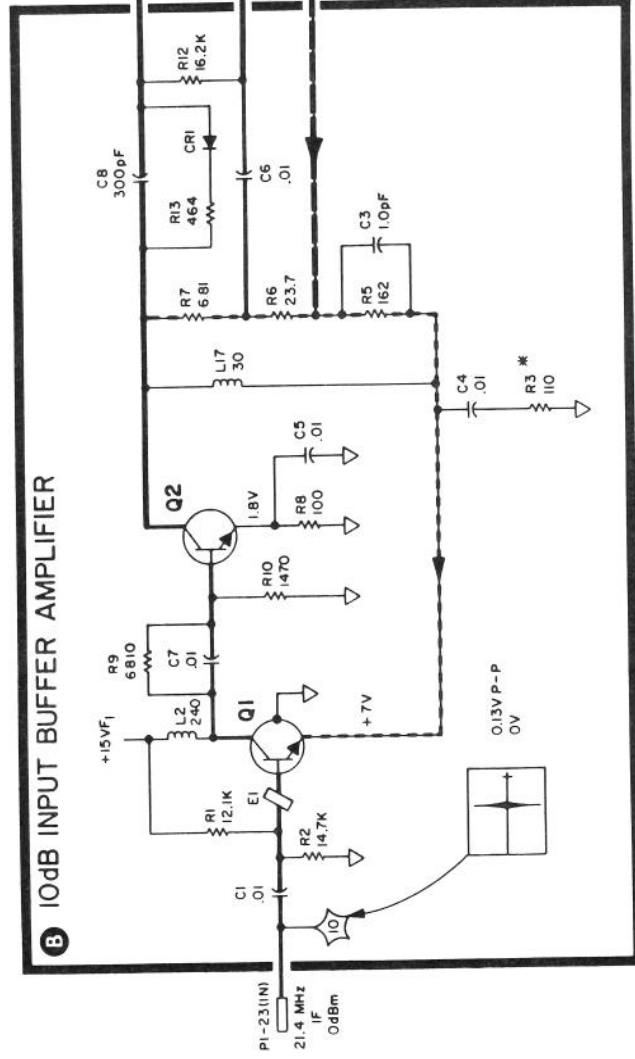 B 10dB INPUT BUFFER AMPLIFIER
C8
300pF
R12
16.2K
R13
464
CR1
C6
.01
R7
681
R6
23.7
C3
1.0pF
R5
162
L17
30
C4
.01
R3 *
110
Q2
1.8V
C5
.01
R8
100
R10
1470
R9
6810
C7
.01
+15VF1
L2
240
Q1
+7V
R1
12.1K
E1
R2
14.7K
C1
.01
10
0.13V P-P
0V
P1-23(IN)
21.4 MHz
IF
0dBm